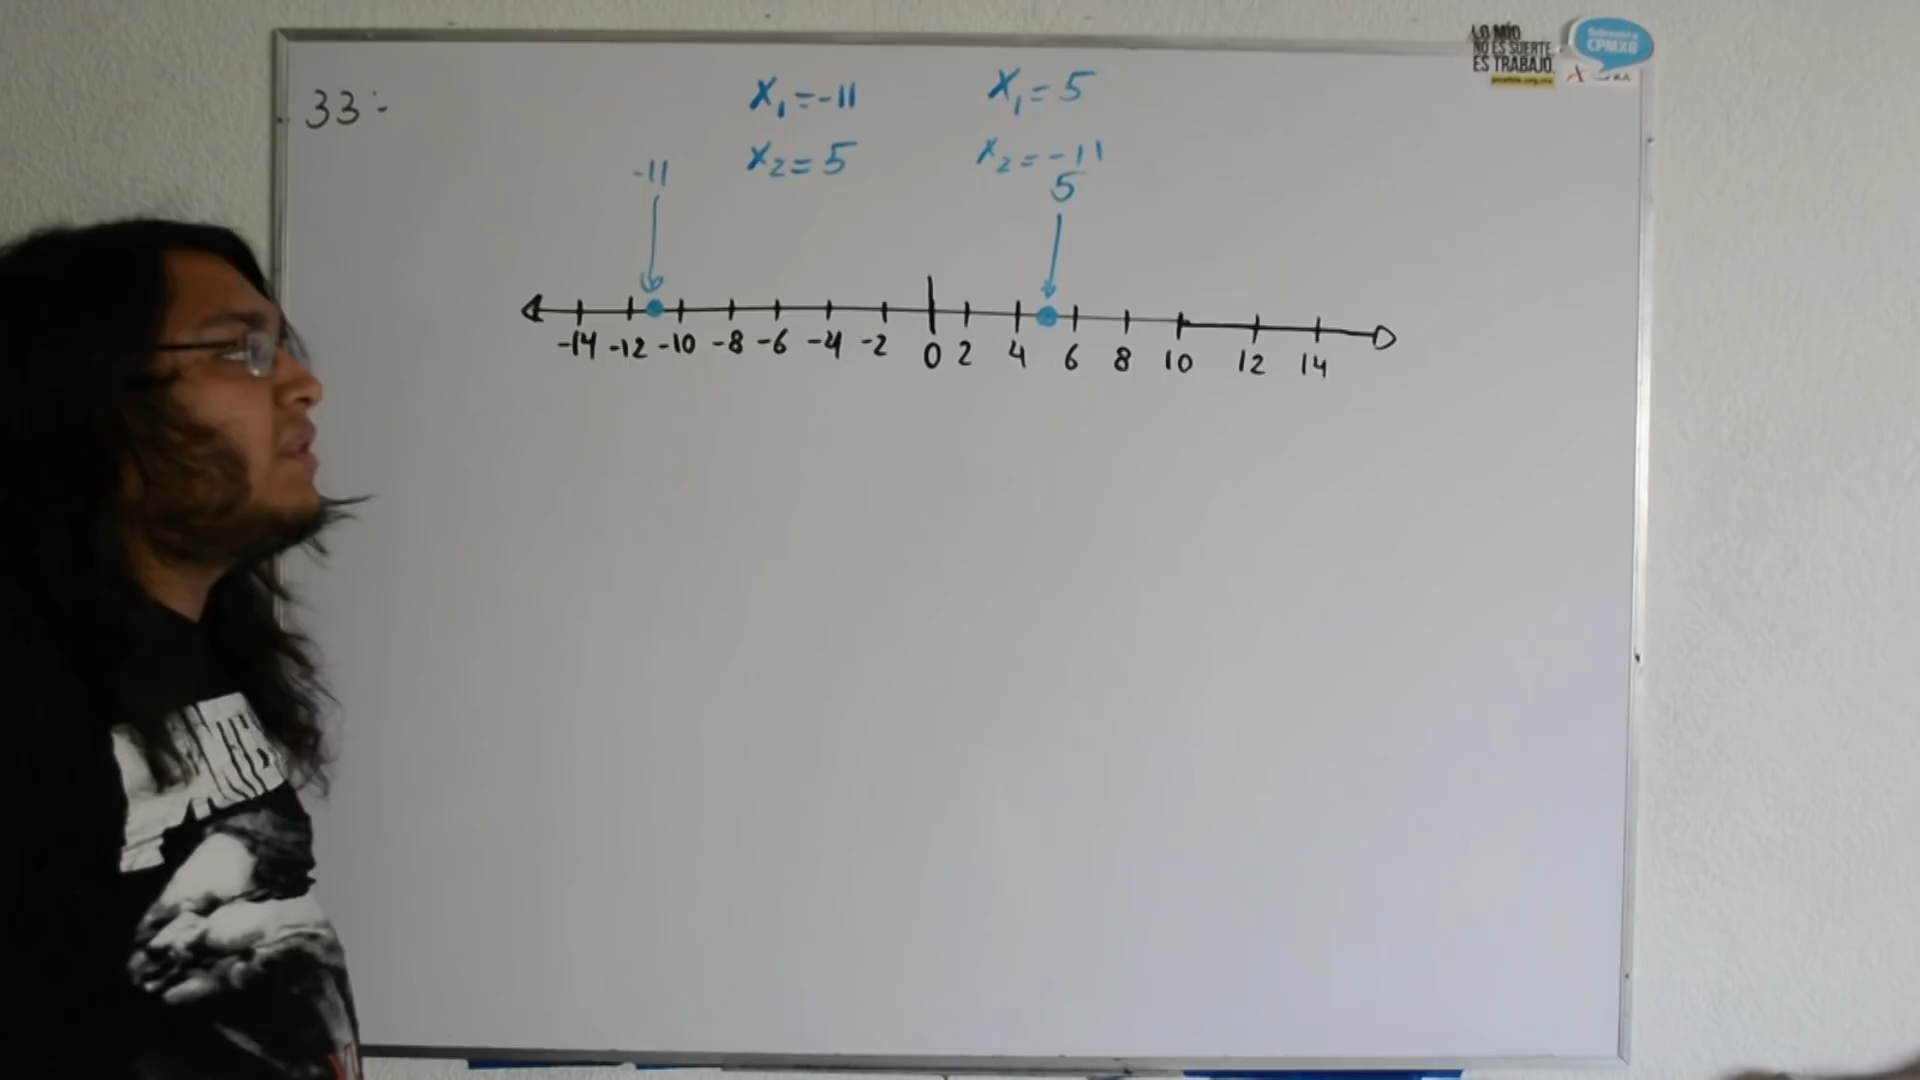 33:-
X₁=-11
X₂=5
X₁=5
X₂=-11
-11
5
-14 -12 -10 -8 -6 -4 -2 0 2 4 6 8 10 12 14
LO MÍO
NO ES SUERTE
ES TRABAJO.
CPMX8